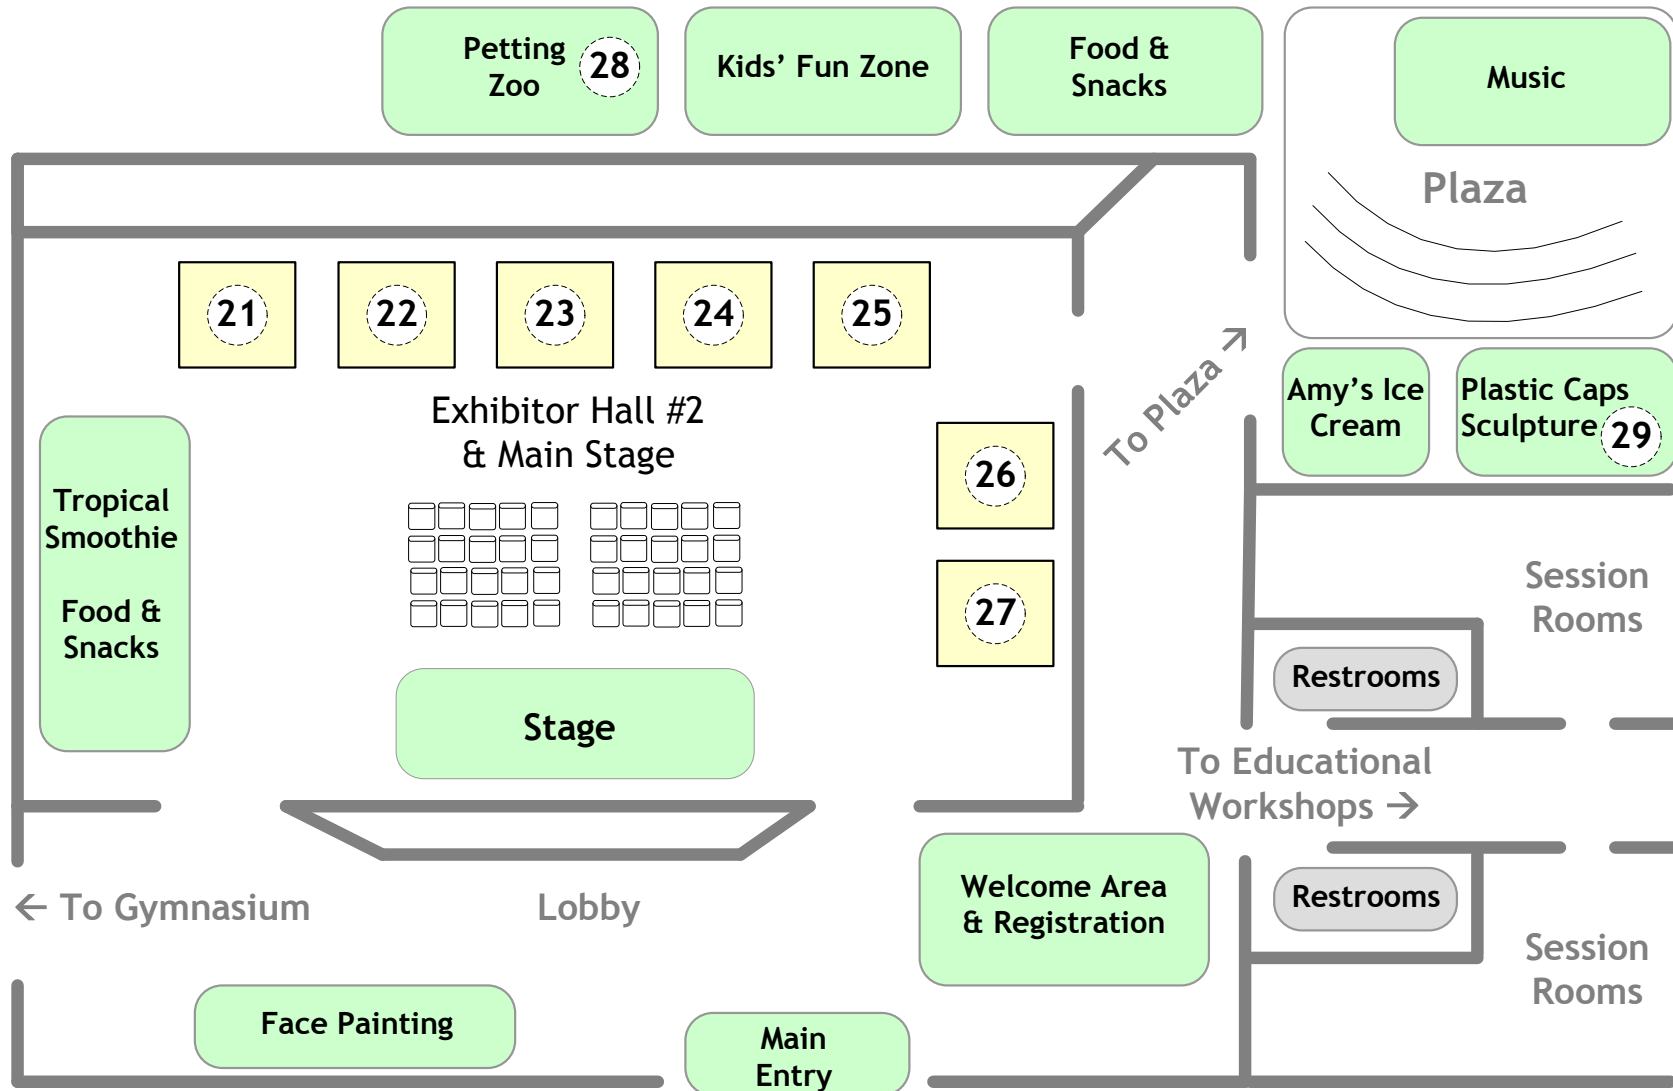 Petting
Zoo
28
Kids' Fun Zone
Food &
Snacks
Music
Plaza
21
22
23
24
25
Exhibitor Hall #2
& Main Stage
To Plaza →
Amy's Ice
Cream
Plastic Caps
Sculpture
29
Tropical
Smoothie
Food &
Snacks
26
27
Session
Rooms
Restrooms
Stage
To Educational
Workshops →
Welcome Area
& Registration
Restrooms
← To Gymnasium
Lobby
Session
Rooms
Face Painting
Main
Entry